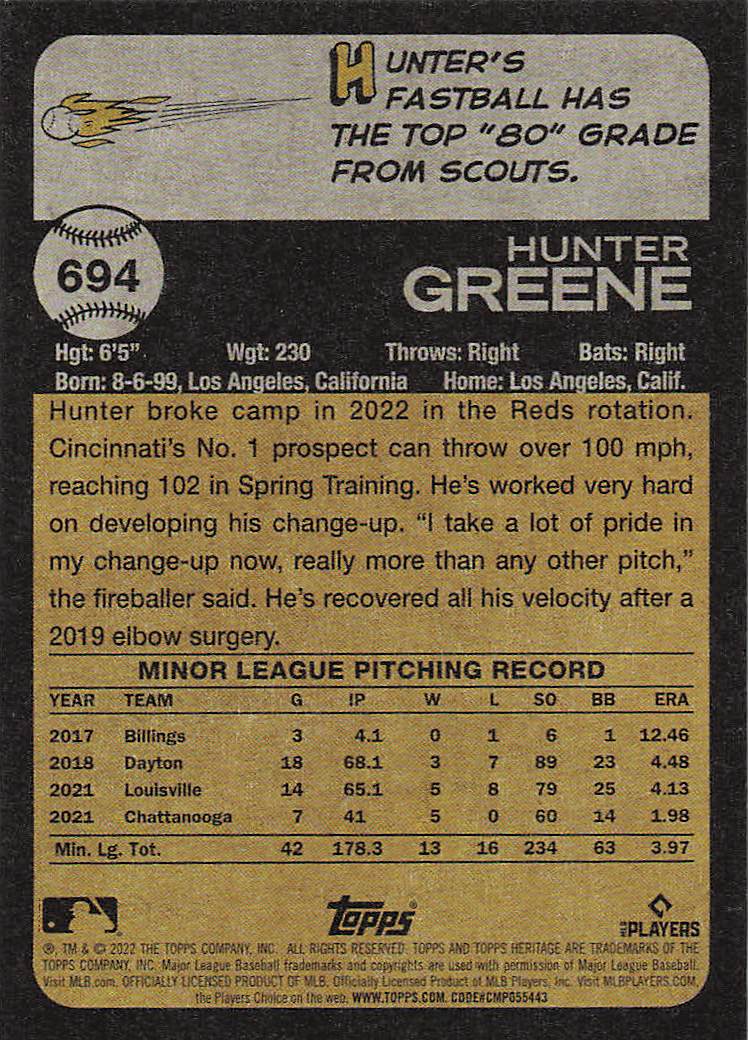 HUNTER'S
FASTBALL HAS
THE TOP "80" GRADE
FROM SCOUTS.
694
HUNTER
GREENE
Hgt: 6'5" Wgt: 230 Throws: Right Bats: Right
Born: 8-6-99, Los Angeles, California Home: Los Angeles, Calif.
Hunter broke camp in 2022 in the Reds rotation.
Cincinnati's No. 1 prospect can throw over 100 mph,
reaching 102 in Spring Training. He's worked very hard
on developing his change-up. “I take a lot of pride in
my change-up now, really more than any other pitch,”
the fireballer said. He's recovered all his velocity after a
2019 elbow surgery.
MINOR LEAGUE PITCHING RECORD
YEAR TEAM G IP W L SO BB ERA
2017 Billings 3 4.1 0 1 6 1 12.46
2018 Dayton 18 68.1 3 7 89 23 4.48
2021 Louisville 14 65.1 5 8 79 25 4.13
2021 Chattanooga 7 41 5 0 60 14 1.98
Min. Lg. Tot. 42 178.3 13 16 234 63 3.97
Topps®
MLB PLAYERS
®, TM & © 2022 THE TOPPS COMPANY, INC. ALL RIGHTS RESERVED. TOPPS AND TOPPS HERITAGE ARE TRADEMARKS OF THE
TOPPS COMPANY, INC. Major League Baseball trademarks and copyrights are used with permission of Major League Baseball.
Visit MLB.com. OFFICIALLY LICENSED PRODUCT OF MLB. Officially Licensed Product of MLB Players, Inc. Visit MLBPLAYERS.COM,
the Players Choice on the web. WWW.TOPPS.COM. CODE#CMP055443